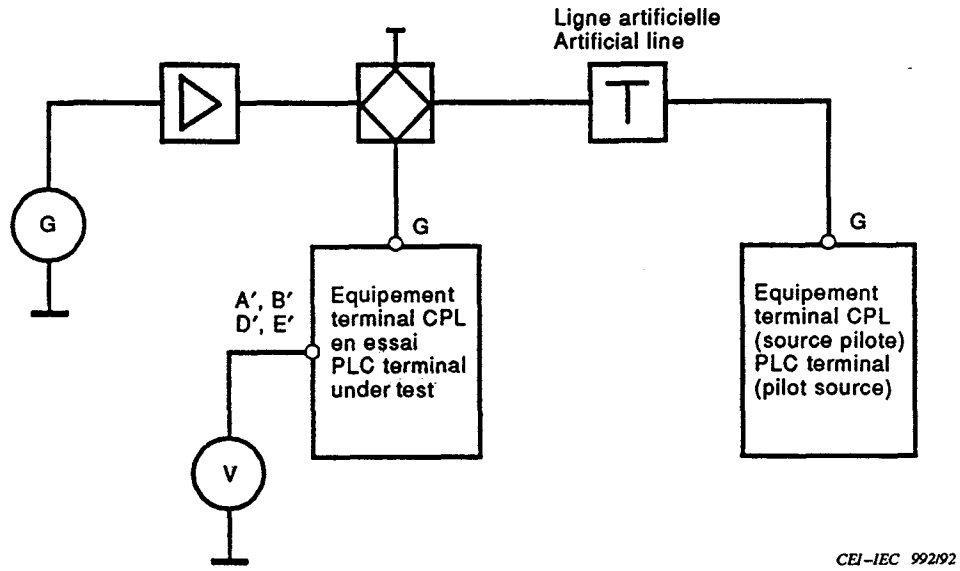 Ligne artificielle
Artificial line
G
G
G
A′, B′
D′, E′
Equipement
terminal CPL
en essai
PLC terminal
under test
Equipement
terminal CPL
(source pilote)
PLC terminal
(pilot source)
V
CEI–IEC 992/92